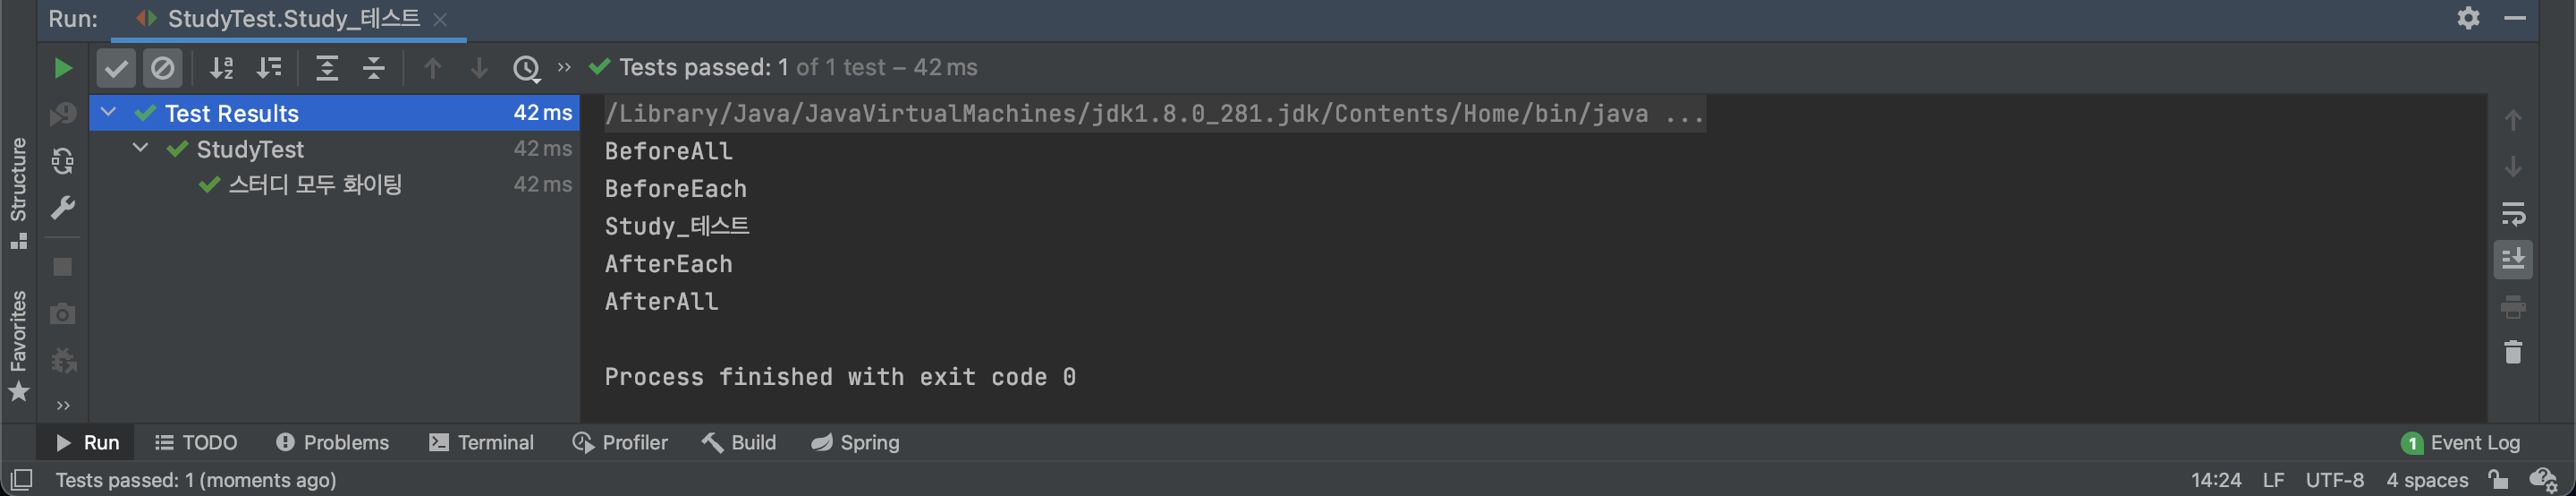 Run: StudyTest.Study_테스트
Tests passed: 1 of 1 test – 42 ms
Test Results 42 ms
StudyTest 42 ms
스터디 모두 화이팅 42 ms
/Library/Java/JavaVirtualMachines/jdk1.8.0_281.jdk/Contents/Home/bin/java ...
BeforeAll
BeforeEach
Study_테스트
AfterEach
AfterAll
Process finished with exit code 0
Structure
Favorites
Run TODO Problems Terminal Profiler Build Spring 1 Event Log
Tests passed: 1 (moments ago) 14:24 LF UTF-8 4 spaces